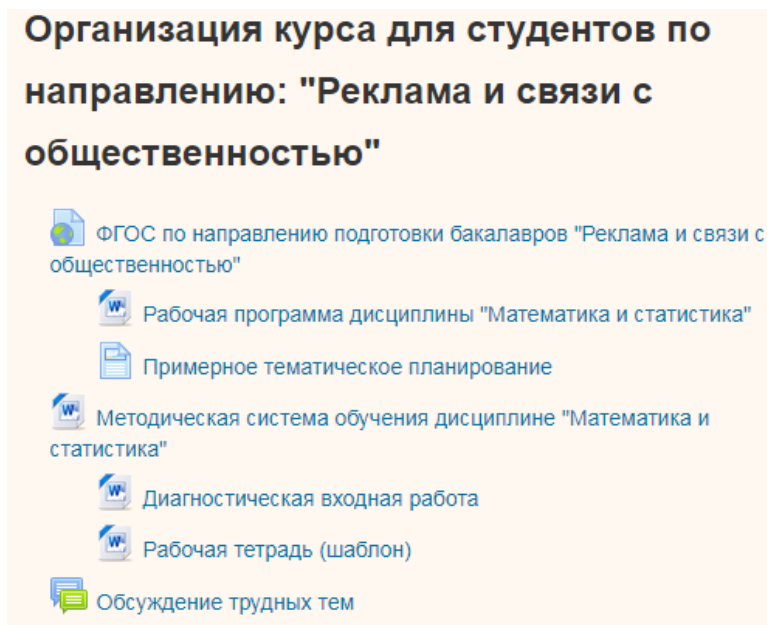 Организация курса для студентов по
направлению: "Реклама и связи с
общественностью"
ФГОС по направлению подготовки бакалавров "Реклама и связи с
общественностью"
Рабочая программа дисциплины "Математика и статистика"
Примерное тематическое планирование
Методическая система обучения дисциплине "Математика и
статистика"
Диагностическая входная работа
Рабочая тетрадь (шаблон)
Обсуждение трудных тем